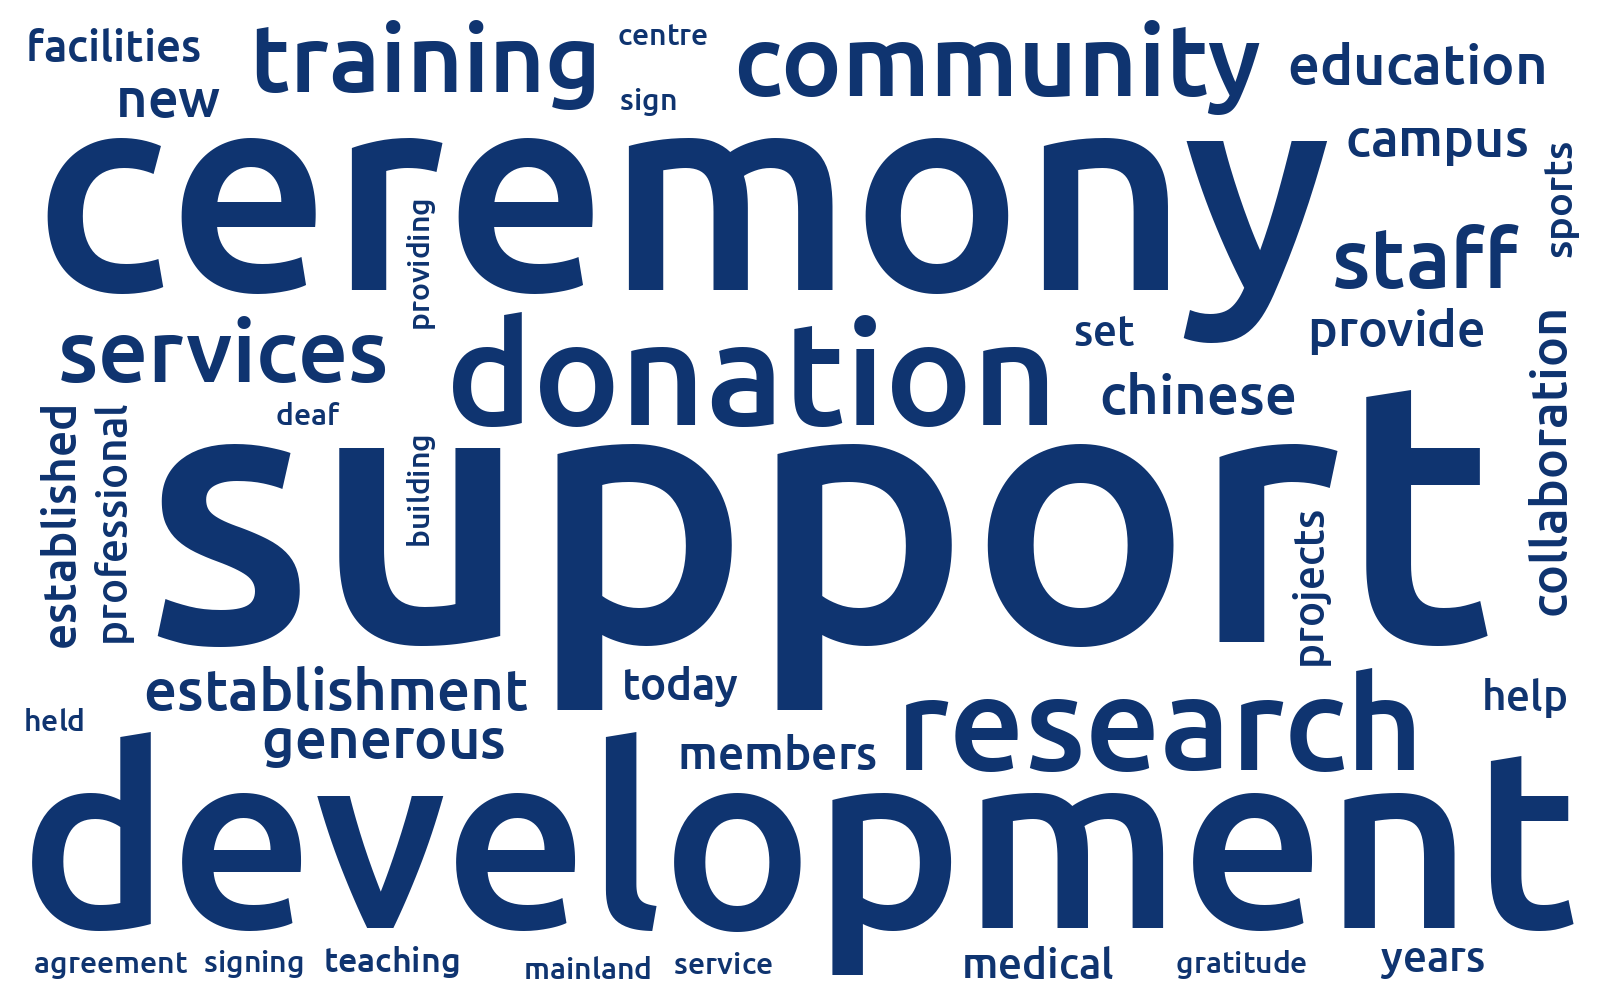 facilities
training
centre
community
education
new
sign
ceremony
campus
sports
providing
staff
services
donation
set
provide
collaboration
deaf
chinese
established
professional
building
support
projects
establishment
today
research
help
held
generous
members
development
agreement
signing
teaching
mainland
service
medical
gratitude
years